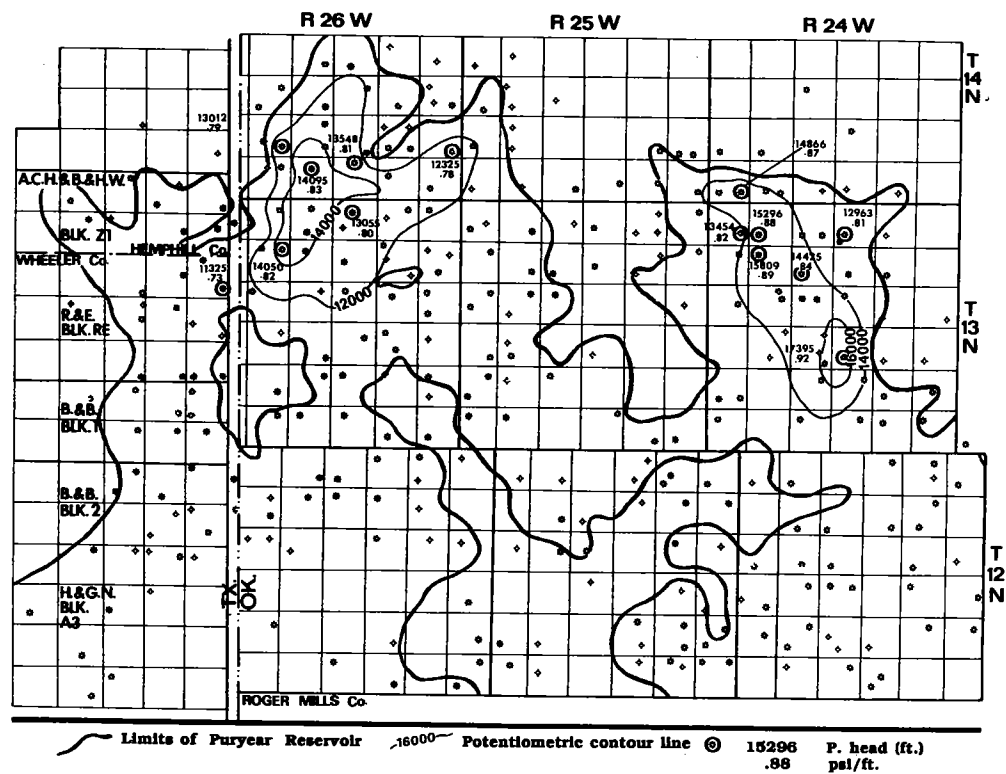 R 26 W
R 25 W
R 24 W
T
14
N
13012
.79
13548
.81
14866
.87
14095
.83
12325
.78
A.C.H.&B.&H.W.
BLK. Z1
HEMPHILL Co.
WHEELER Co.
14000
13055
.80
15296
.88
12963
.81
13454
.82
11325
.73
14050
.82
15809
.89
14425
.84
12000
R.&E.
BLK. RE
T
13
N
17395
.92
16000
14000
B.&B.
BLK. 1
B.&B.
BLK. 2
T
12
N
H.&G.N.
BLK.
A3
TX.
OK.
ROGER MILLS Co.
Limits of Puryear Reservoir
16000
Potentiometric contour line
15296
.88
P. head (ft.)
psi/ft.